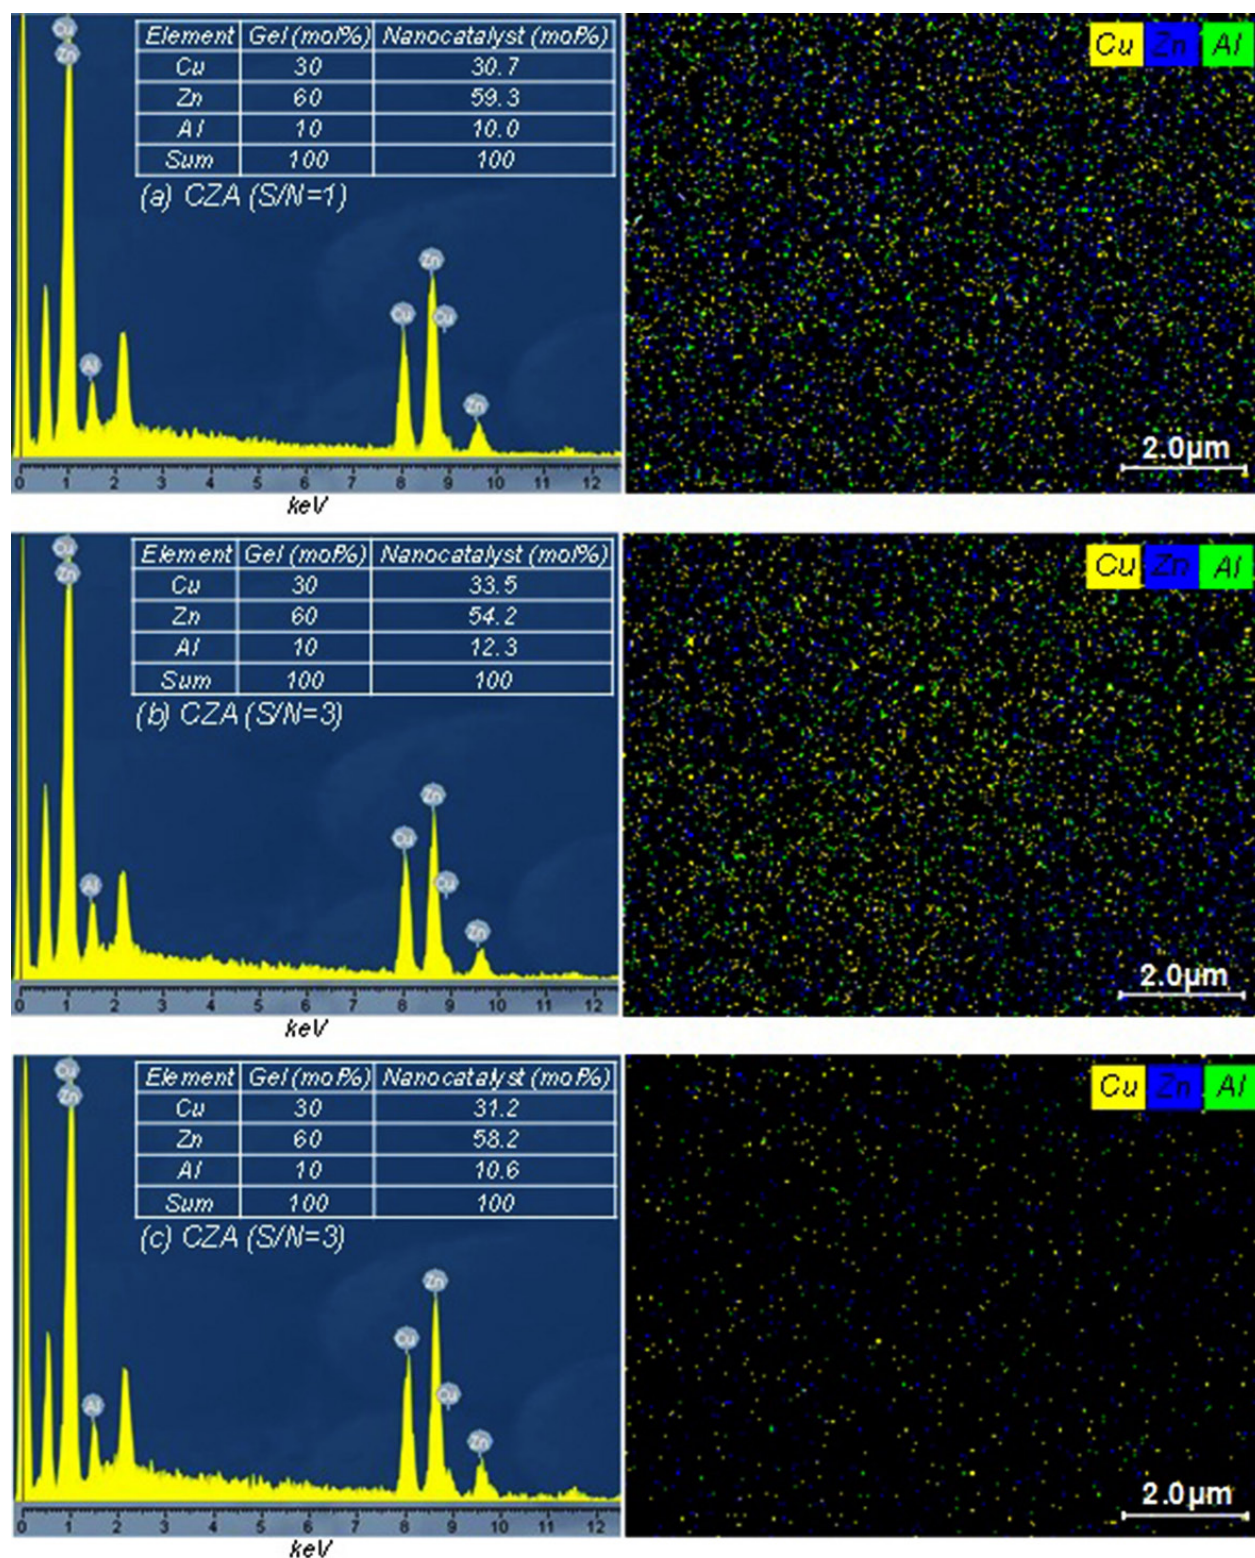 Cu
Zn
Element Gel (mol%) Nanocatalyst (mol%)
Cu 30 30.7
Zn 60 59.3
Al 10 10.0
Sum 100 100
(a) CZA (S/N=1)
Zn
Cu
Cu
Al
Zn
0 1 2 3 4 5 6 7 8 9 10 11 12
keV
Cu Zn Al
2.0µm
Cu
Zn
Element Gel (mol%) Nanocatalyst (mol%)
Cu 30 33.5
Zn 60 54.2
Al 10 12.3
Sum 100 100
(b) CZA (S/N=3)
Zn
Cu
Cu
Al
Zn
0 1 2 3 4 5 6 7 8 9 10 11 12
keV
Cu Zn Al
2.0µm
Cu
Zn
Element Gel (mol%) Nanocatalyst (mol%)
Cu 30 31.2
Zn 60 58.2
Al 10 10.6
Sum 100 100
(c) CZA (S/N=3)
Zn
Cu
Cu
Al
Zn
0 1 2 3 4 5 6 7 8 9 10 11 12
keV
Cu Zn Al
2.0µm